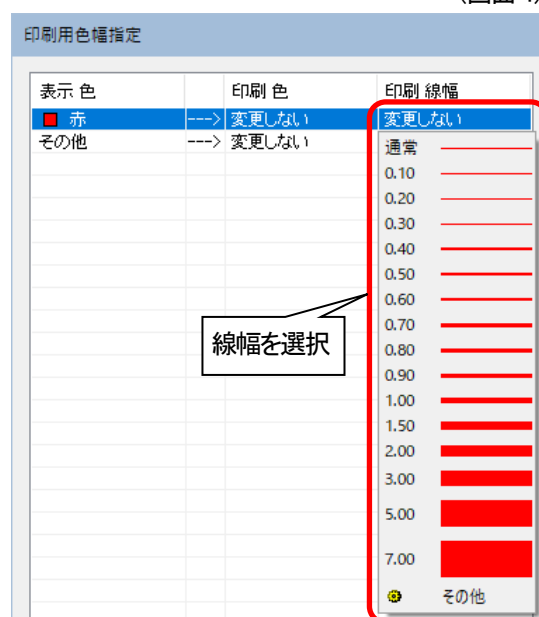 印刷用色幅指定
表示 色 印刷 色 印刷 線幅
赤 ---> 変更しない 変更しない
その他 ---> 変更しない
通常
0.10
0.20
0.30
0.40
0.50
0.60
0.70
0.80
0.90
1.00
1.50
2.00
3.00
5.00
7.00
その他
線幅を選択